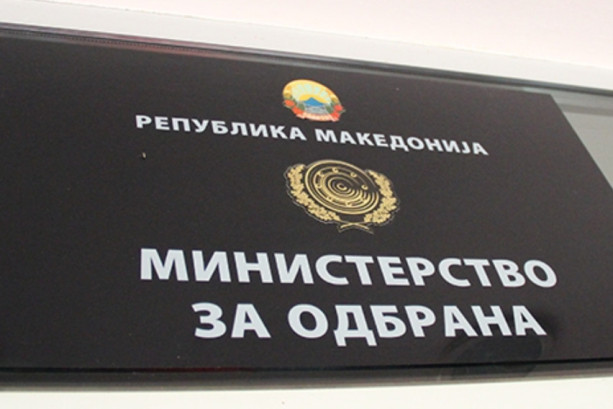 РЕПУБЛИКА МАКЕДОНИЈА
МИНИСТЕРСТВО
ЗА ОДБРАНА